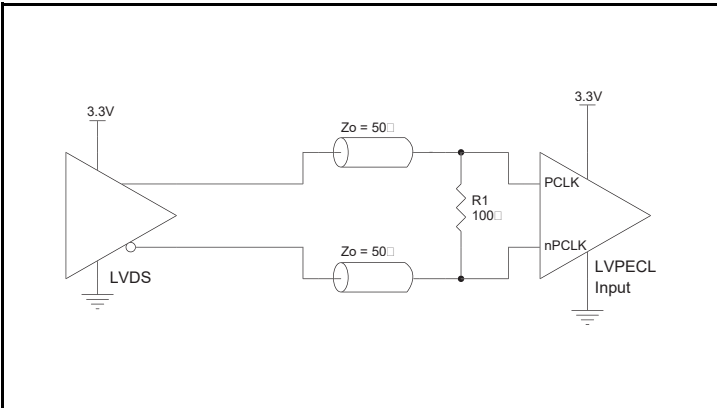 3.3V
3.3V
Zo = 50□
PCLK
R1
100□
Zo = 50□
nPCLK
LVDS
LVPECL
Input